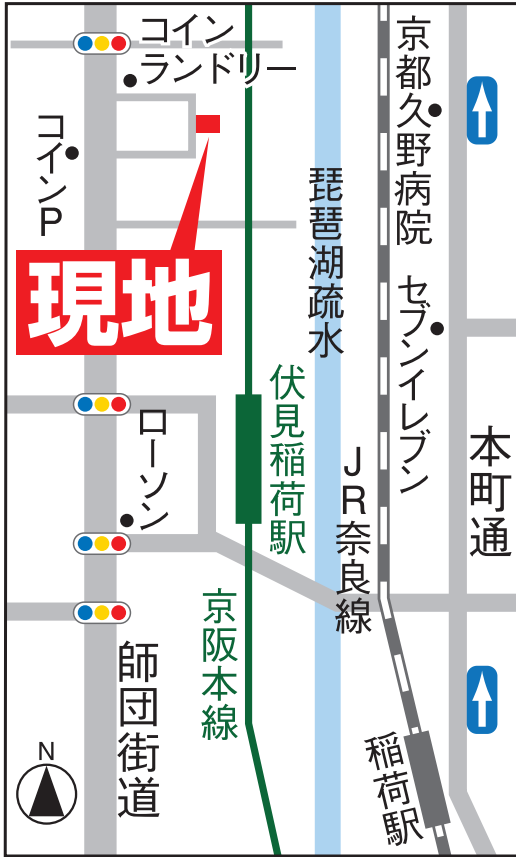 コイン
ランドリー
コインP
現地
京都久野病院
琵琶湖疏水
セブンイレブン
伏見稲荷駅
ローソン
JR奈良線
本町通
京阪本線
師団街道
稲荷駅
N